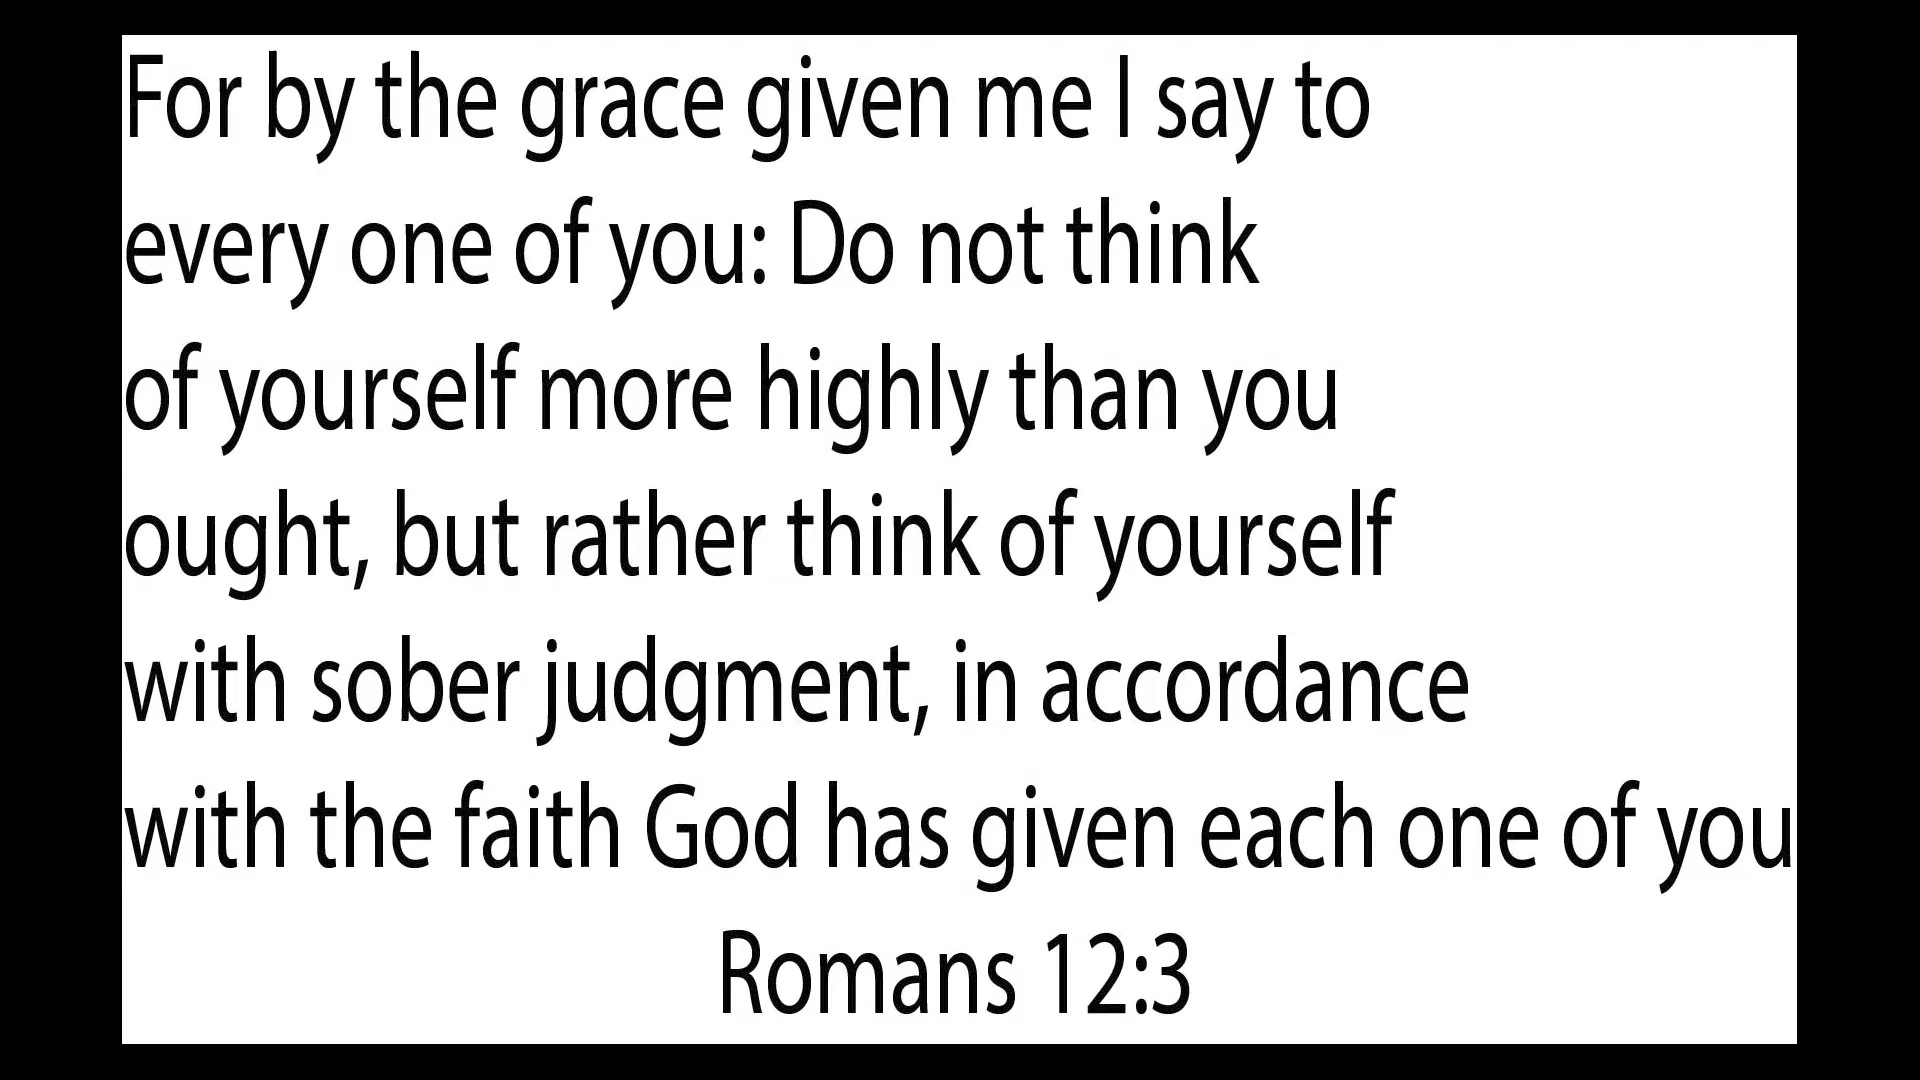 For by the grace given me I say to
every one of you: Do not think
of yourself more highly than you
ought, but rather think of yourself
with sober judgment, in accordance
with the faith God has given each one of you
Romans 12:3